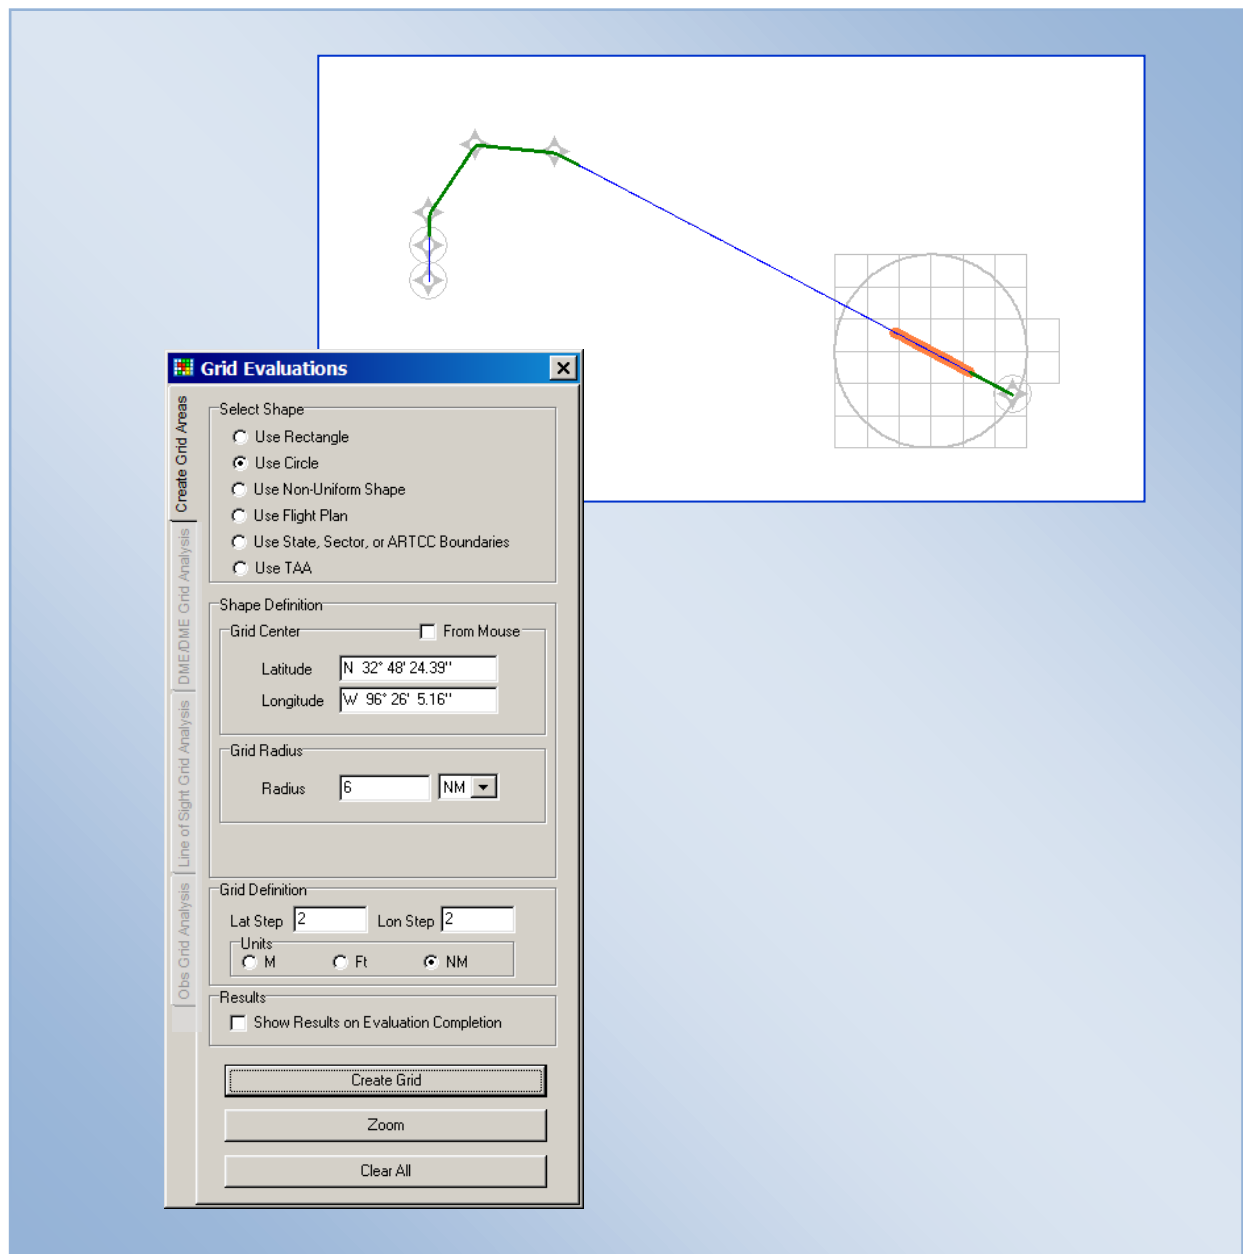 Grid Evaluations
Create Grid Areas
DME/DME Grid Analysis
Line of Sight Grid Analysis
Obs Grid Analysis
Select Shape
Use Rectangle
Use Circle
Use Non-Uniform Shape
Use Flight Plan
Use State, Sector, or ARTCC Boundaries
Use TAA
Shape Definition
Grid Center From Mouse
Latitude N 32° 48' 24.39"
Longitude W 96° 26' 5.16"
Grid Radius
Radius 6 NM
Grid Definition
Lat Step 2 Lon Step 2
Units
M Ft NM
Results
Show Results on Evaluation Completion
Create Grid
Zoom
Clear All